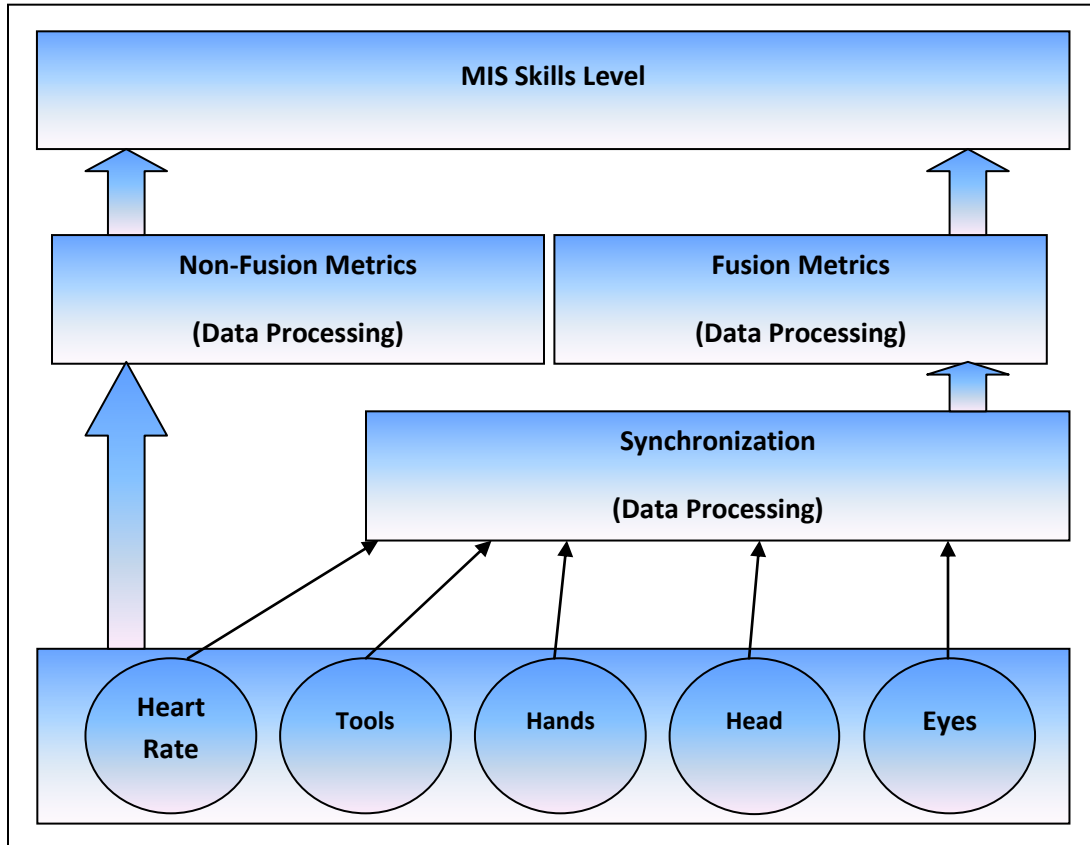 MIS Skills Level
Non-Fusion Metrics
(Data Processing)
Fusion Metrics
(Data Processing)
Synchronization
(Data Processing)
Heart
Rate
Tools
Hands
Head
Eyes